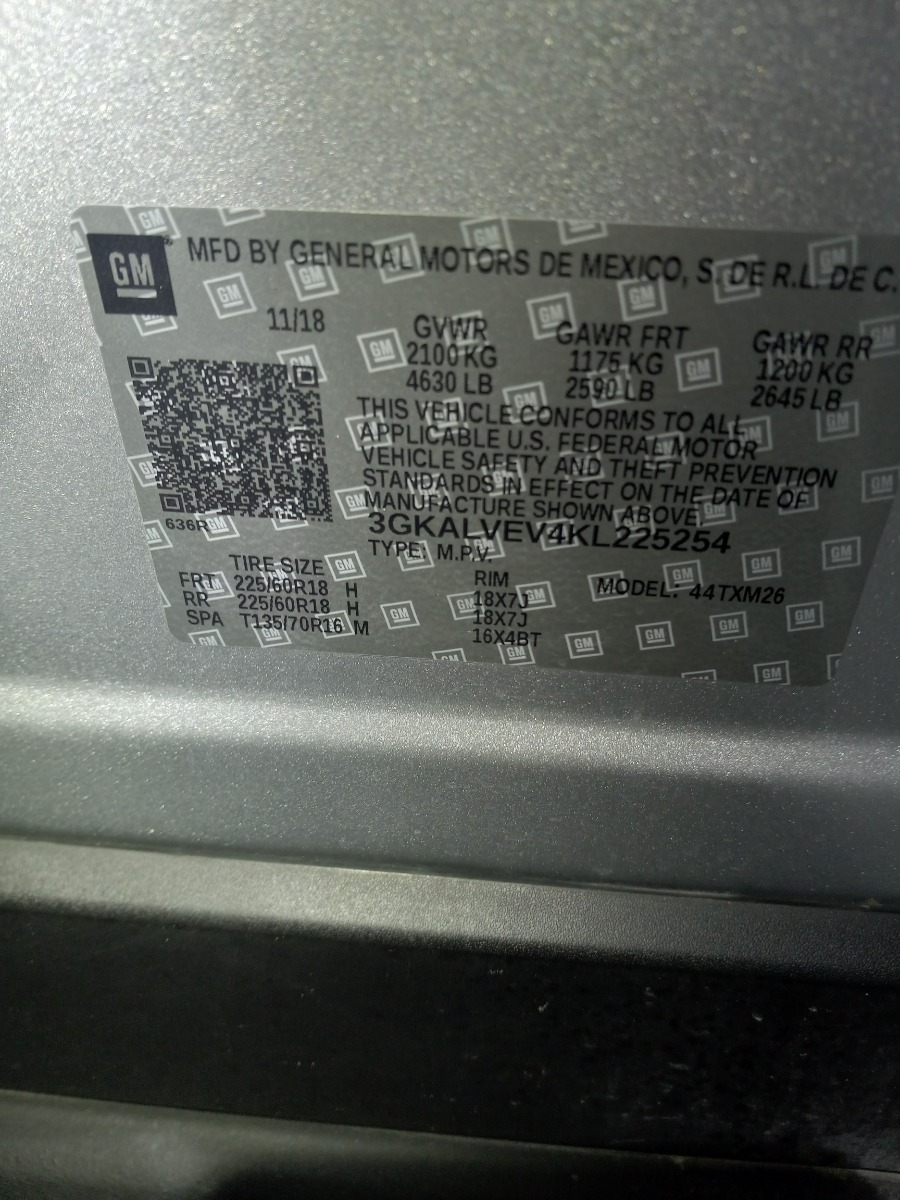 GM MFD BY GENERAL MOTORS DE MEXICO, S. DE R.L. DE C.
11/18 GVWR GAWR FRT GAWR RR
2100 KG 1175 KG 1200 KG
4630 LB 2590 LB 2645 LB
THIS VEHICLE CONFORMS TO ALL
APPLICABLE U.S. FEDERAL MOTOR
VEHICLE SAFETY AND THEFT PREVENTION
STANDARDS IN EFFECT ON THE DATE OF
MANUFACTURE SHOWN ABOVE.
636R
3GKALVEV4KL225254
TYPE: M.P.V.
TIRE SIZE RIM MODEL: 44TXM26
FRT 225/60R18 H 18X7J
RR 225/60R18 H 18X7J
SPA T135/70R16 M 16X4BT